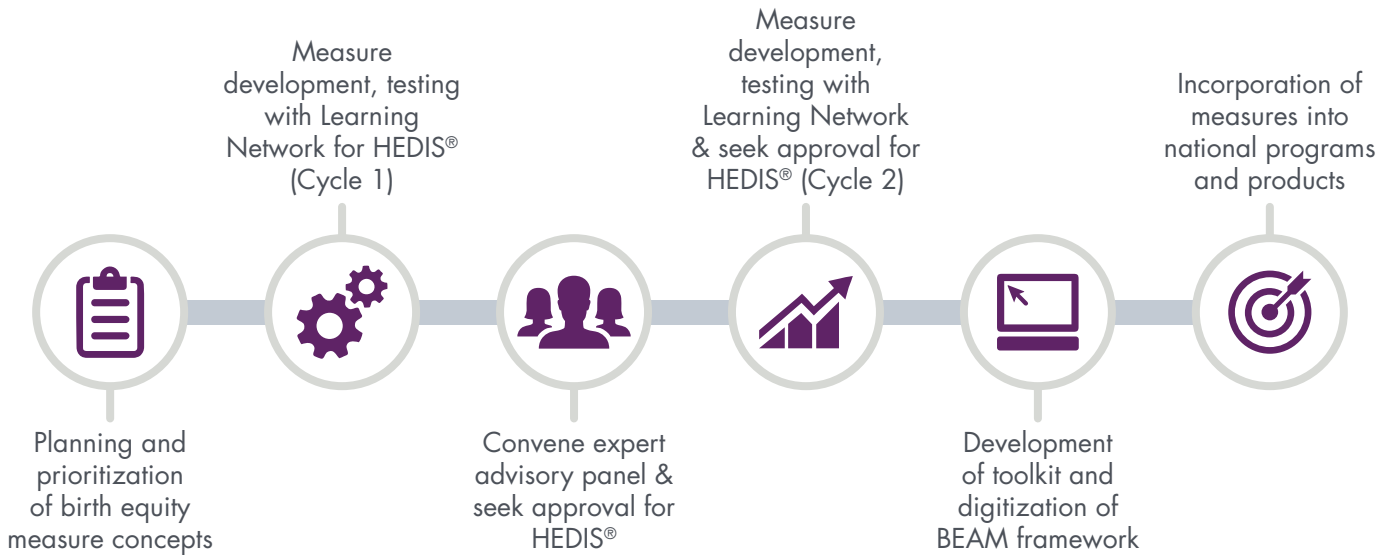 Planning and
prioritization
of birth equity
measure concepts
Measure
development, testing
with Learning
Network for HEDIS®
(Cycle 1)
Convene expert
advisory panel &
seek approval for
HEDIS®
Measure
development,
testing with
Learning Network
& seek approval for
HEDIS® (Cycle 2)
Development
of toolkit and
digitization of
BEAM framework
Incorporation of
measures into
national programs
and products